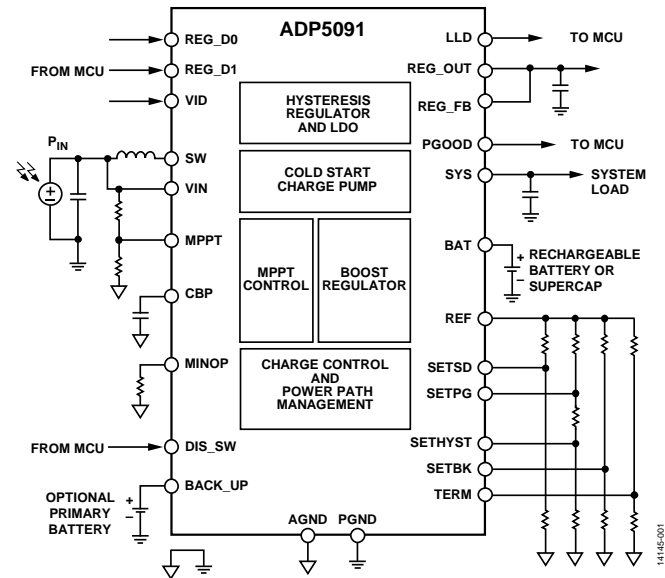 ADP5091
REG_D0
FROM MCU
REG_D1
VID
PIN
SW
VIN
MPPT
CBP
MINOP
FROM MCU
DIS_SW
BACK_UP
OPTIONAL
PRIMARY
BATTERY
+
–
HYSTERESIS
REGULATOR
AND LDO
COLD START
CHARGE PUMP
MPPT
CONTROL
BOOST
REGULATOR
CHARGE CONTROL
AND
POWER PATH
MANAGEMENT
AGND
PGND
LLD
TO MCU
REG_OUT
REG_FB
PGOOD
TO MCU
SYS
SYSTEM
LOAD
BAT
+
–
RECHARGEABLE
BATTERY OR
SUPERCAP
REF
SETSD
SETPG
SETHYST
SETBK
TERM
14145-001